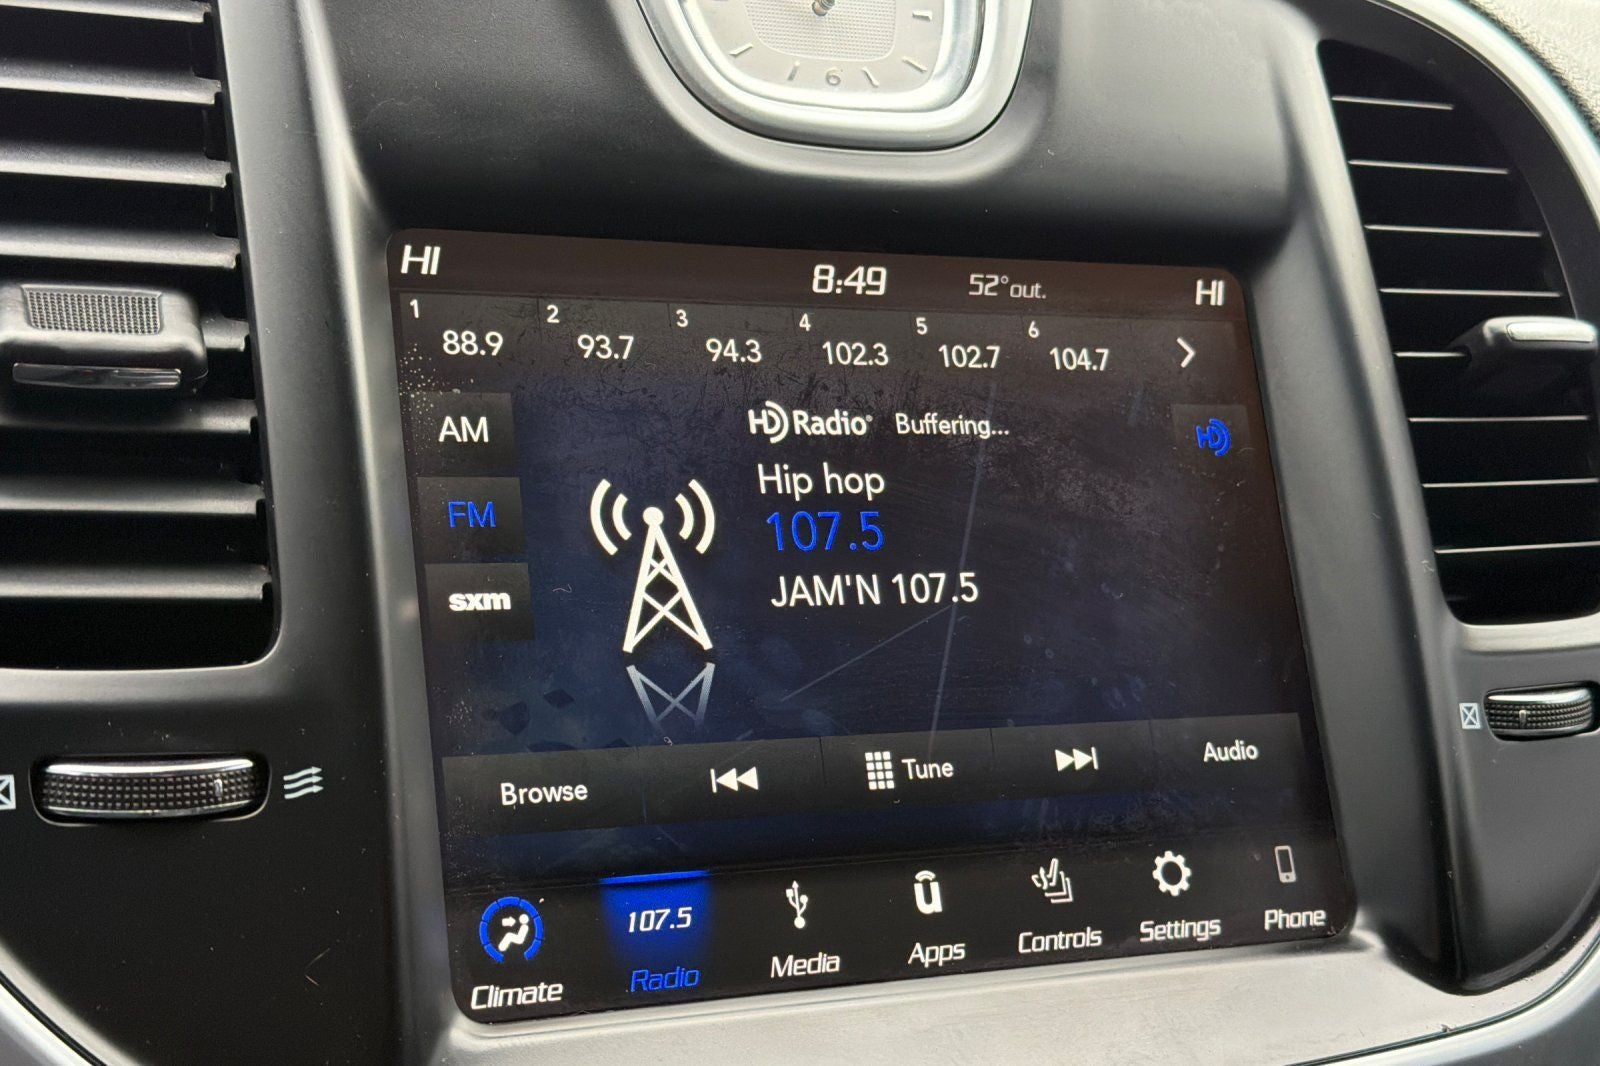 6
HI 8:49 52°out. HI
1 88.9 2 93.7 3 94.3 4 102.3 5 102.7 6 104.7
AM
HD Radio® Buffering...
HD
Hip hop
FM
107.5
JAM'N 107.5
sxm
Browse Tune Audio
107.5
Climate Radio Media Apps Controls Settings Phone